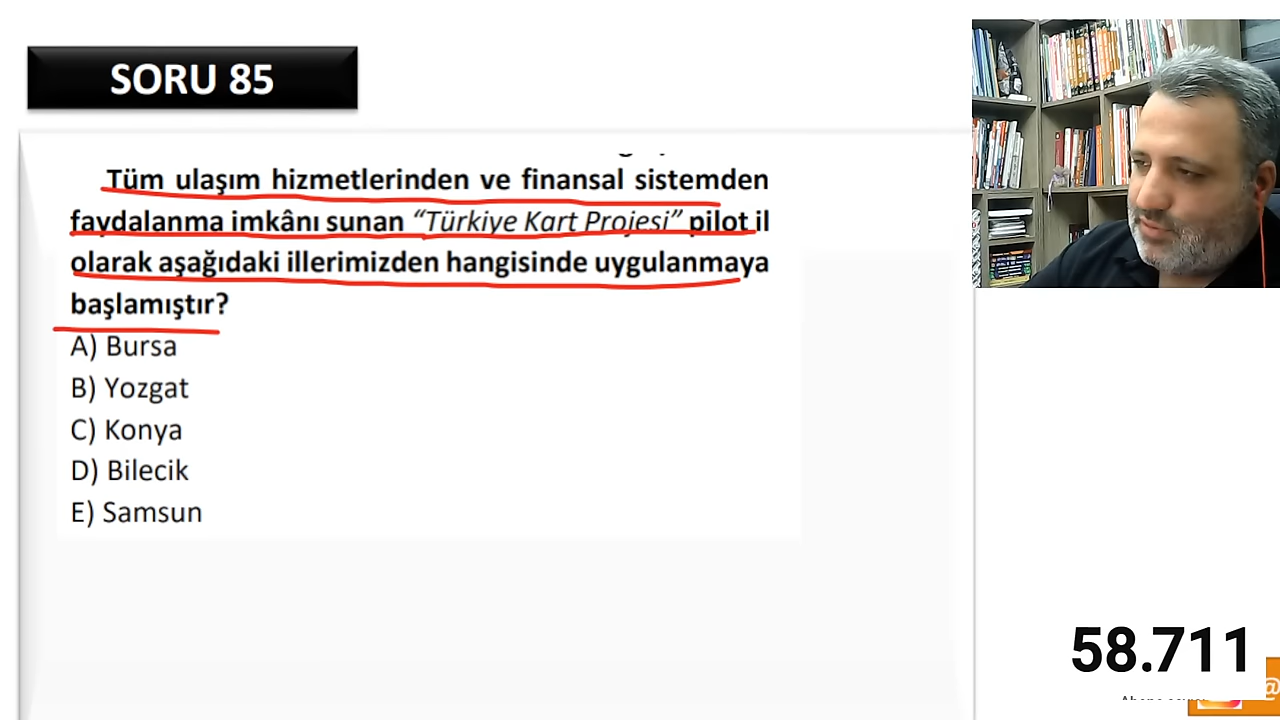 SORU 85
Tüm ulaşım hizmetlerinden ve finansal sistemden
faydalanma imkânı sunan “Türkiye Kart Projesi” pilot il
olarak aşağıdaki illerimizden hangisinde uygulanmaya
başlamıştır?
A) Bursa
B) Yozgat
C) Konya
D) Bilecik
E) Samsun
58.711
@